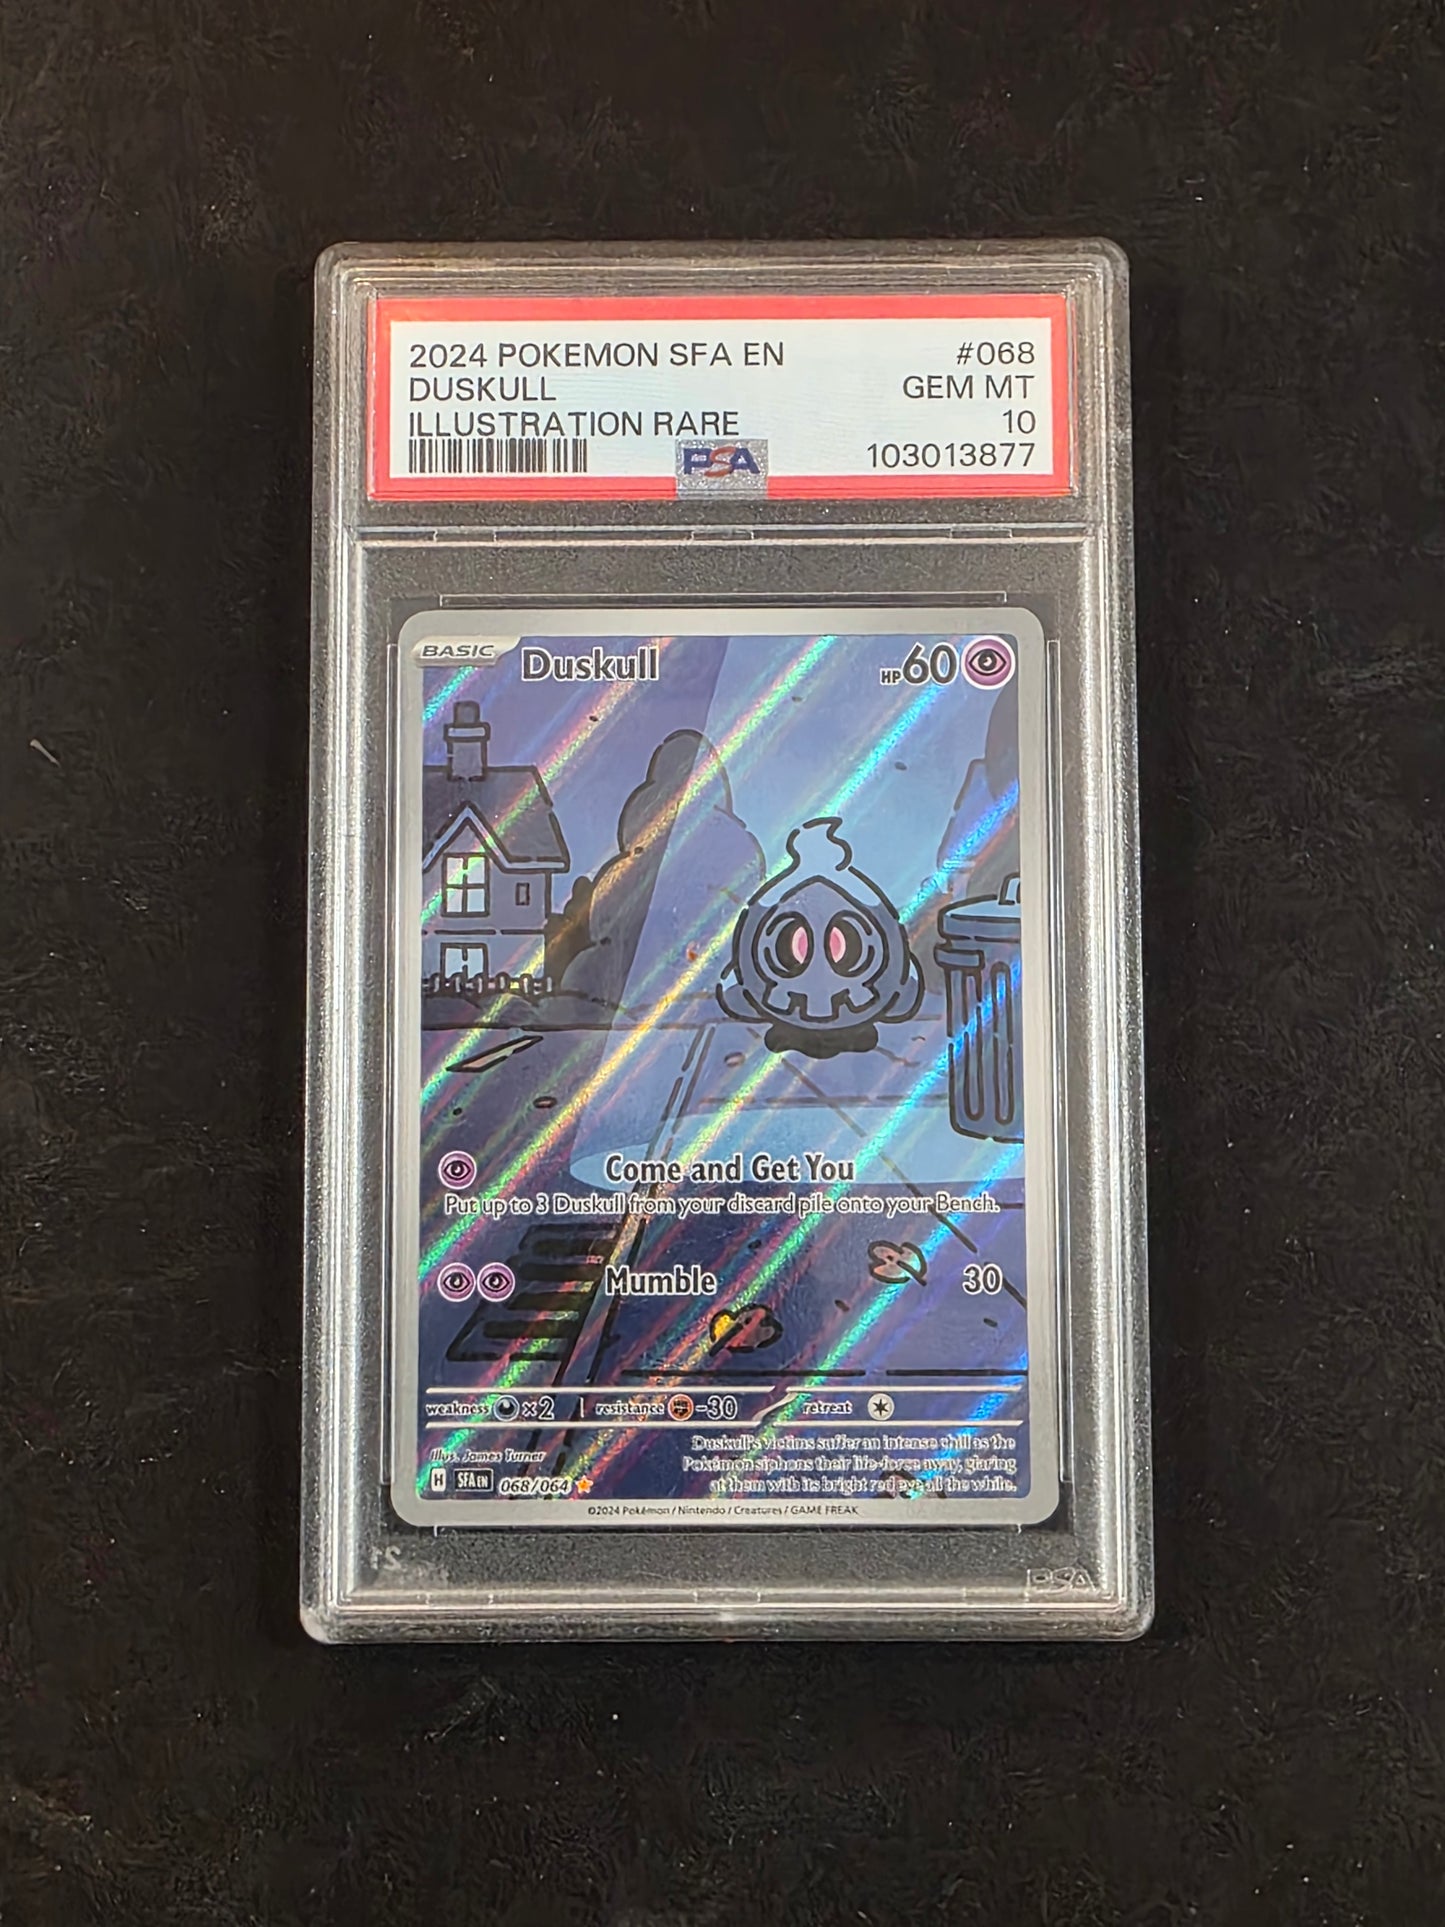 2024 POKEMON SFA EN #068
DUSKULL GEM MT
ILLUSTRATION RARE 10
PSA 103013877
BASIC Duskull HP60
Come and Get You
Put up to 3 Duskull from your discard pile onto your Bench.
Mumble 30
weakness ×2 resistance -30 retreat
Illus. James Turner
Duskull's victims suffer an intense chill as the
Pokémon siphons their life-force away, glaring
at them with its bright red eye all the while.
H SFA EN 068/064
©2024 Pokémon / Nintendo / Creatures / GAME FREAK
PSA